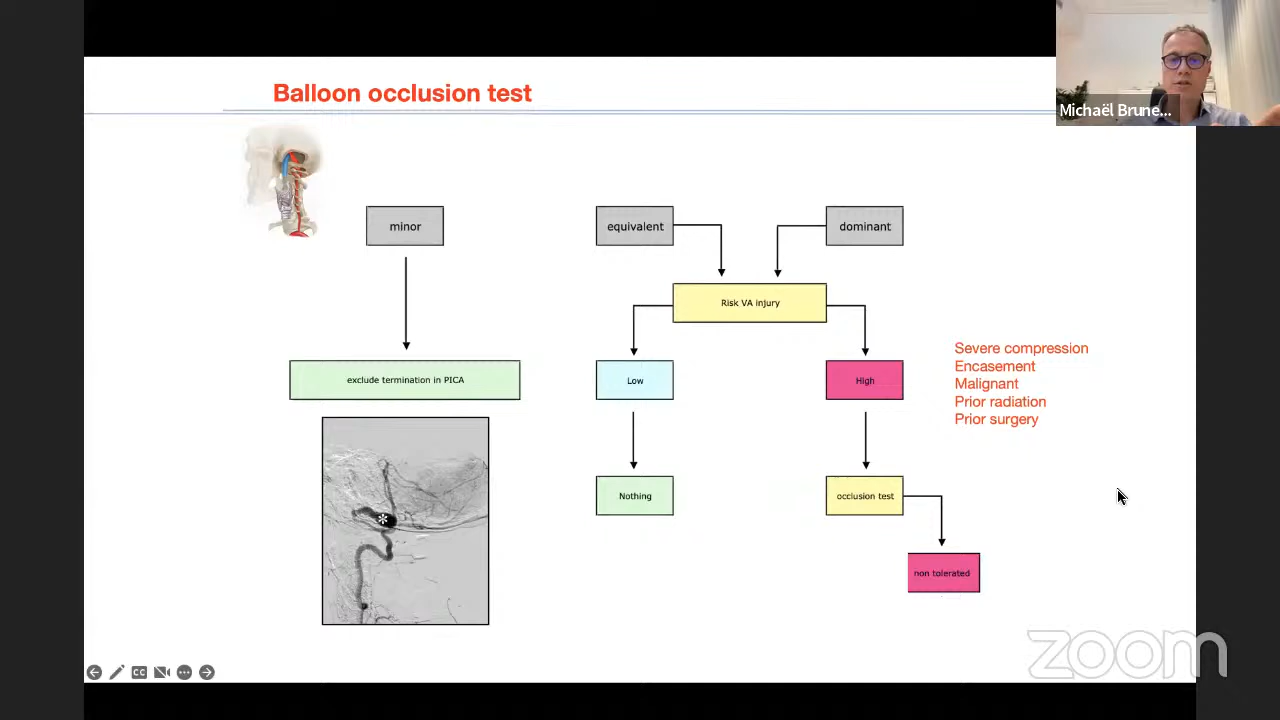 Balloon occlusion test
Michaël Brune...
minor
equivalent
dominant
Risk VA injury
exclude termination in PICA
Low
High
Severe compression
Encasement
Malignant
Prior radiation
Prior surgery
*
Nothing
occlusion test
non tolerated
CC
zoom